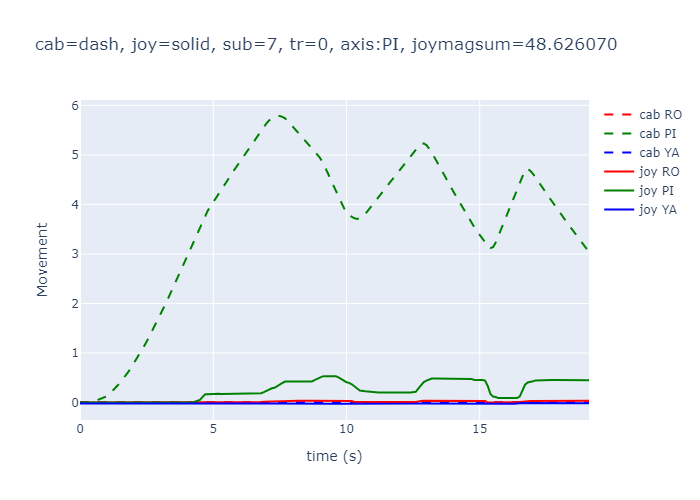 cab=dash, joy=solid, sub=7, tr=0, axis:PI, joymagsum=48.626070
6
5
4
3
2
1
0
Movement
0
5
10
15
time (s)
cab RO
cab PI
cab YA
joy RO
joy PI
joy YA